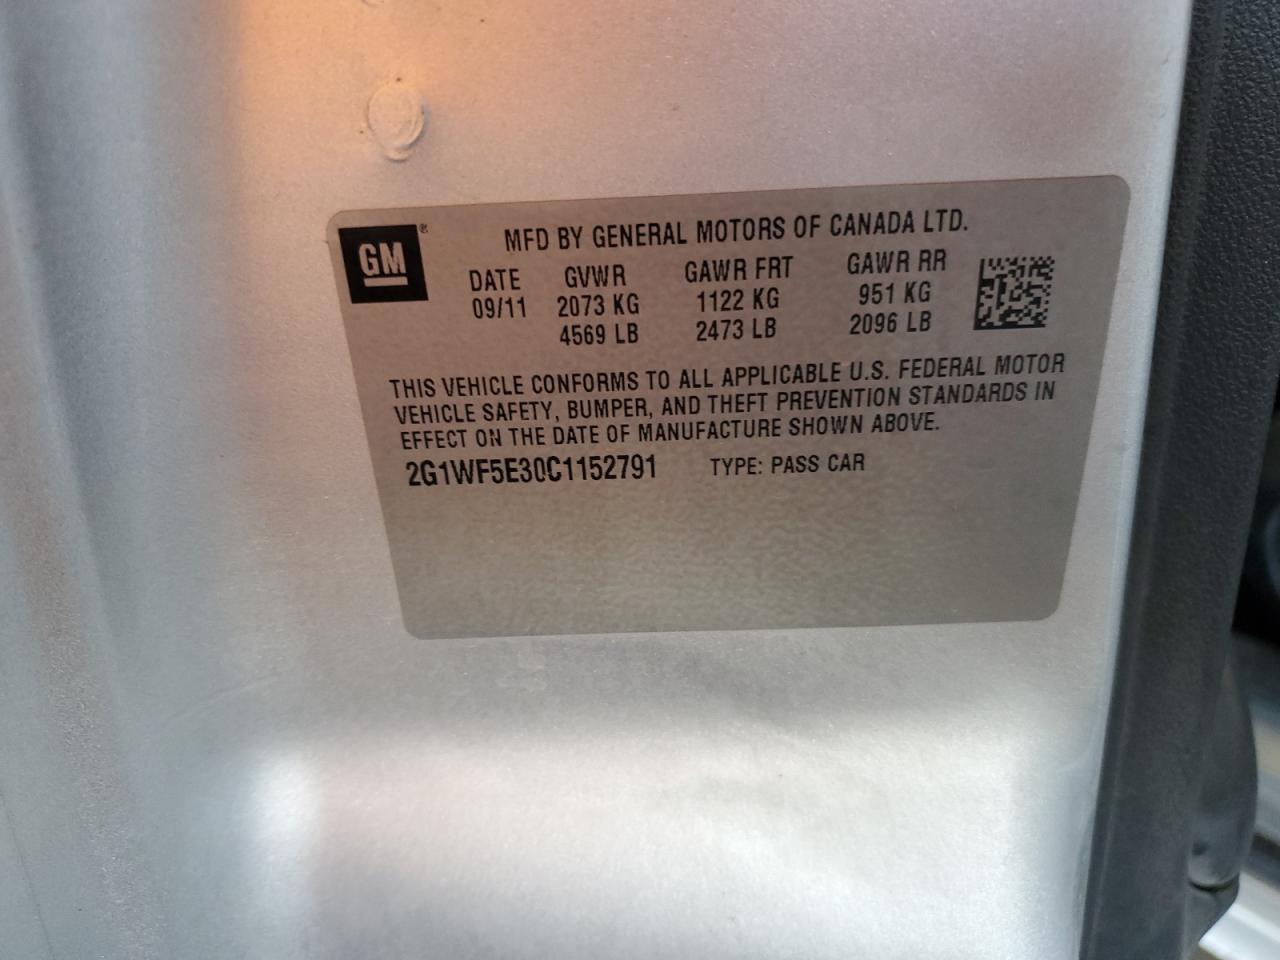 GM®
MFD BY GENERAL MOTORS OF CANADA LTD.
DATE GVWR GAWR FRT GAWR RR
09/11 2073 KG 1122 KG 951 KG
4569 LB 2473 LB 2096 LB
THIS VEHICLE CONFORMS TO ALL APPLICABLE U.S. FEDERAL MOTOR
VEHICLE SAFETY, BUMPER, AND THEFT PREVENTION STANDARDS IN
EFFECT ON THE DATE OF MANUFACTURE SHOWN ABOVE.
2G1WF5E30C1152791 TYPE: PASS CAR